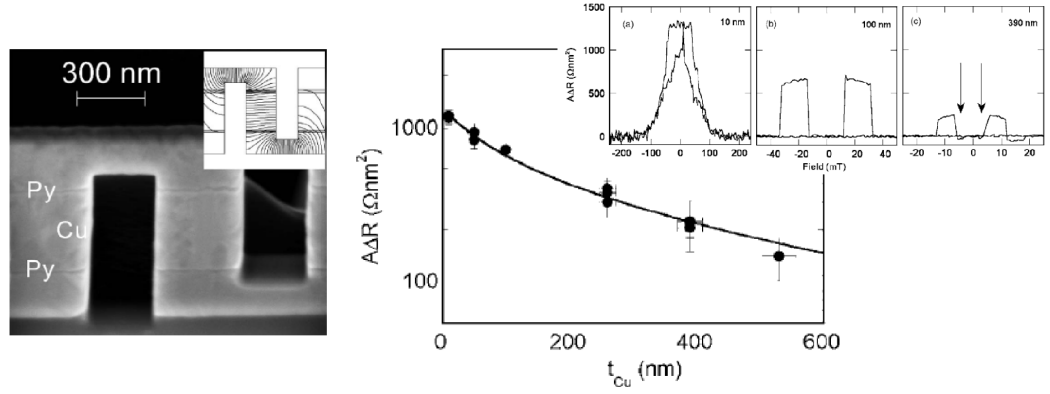 300 nm
Py
Cu
Py
AΔR (Ωnm²)
1000
100
0
200
400
600
t_Cu (nm)
AΔR (Ωnm²)
1500
1000
500
0
(a)
10 nm
-200
-100
0
100
200
(b)
100 nm
-40
-20
0
20
40
Field (mT)
(c)
390 nm
-20
-10
0
10
20